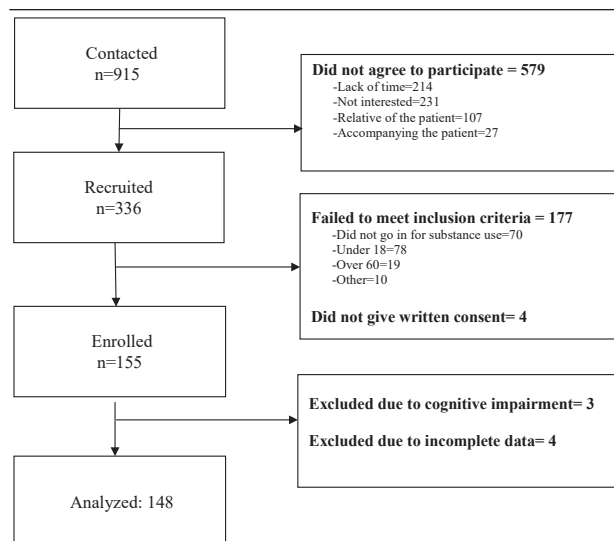 Contacted
n=915
Did not agree to participate = 579
-Lack of time=214
-Not interested=231
-Relative of the patient=107
-Accompanying the patient=27
Recruited
n=336
Failed to meet inclusion criteria = 177
-Did not go in for substance use=70
-Under 18=78
-Over 60=19
-Other=10
Did not give written consent= 4
Enrolled
n=155
Excluded due to cognitive impairment= 3
Excluded due to incomplete data= 4
Analyzed: 148